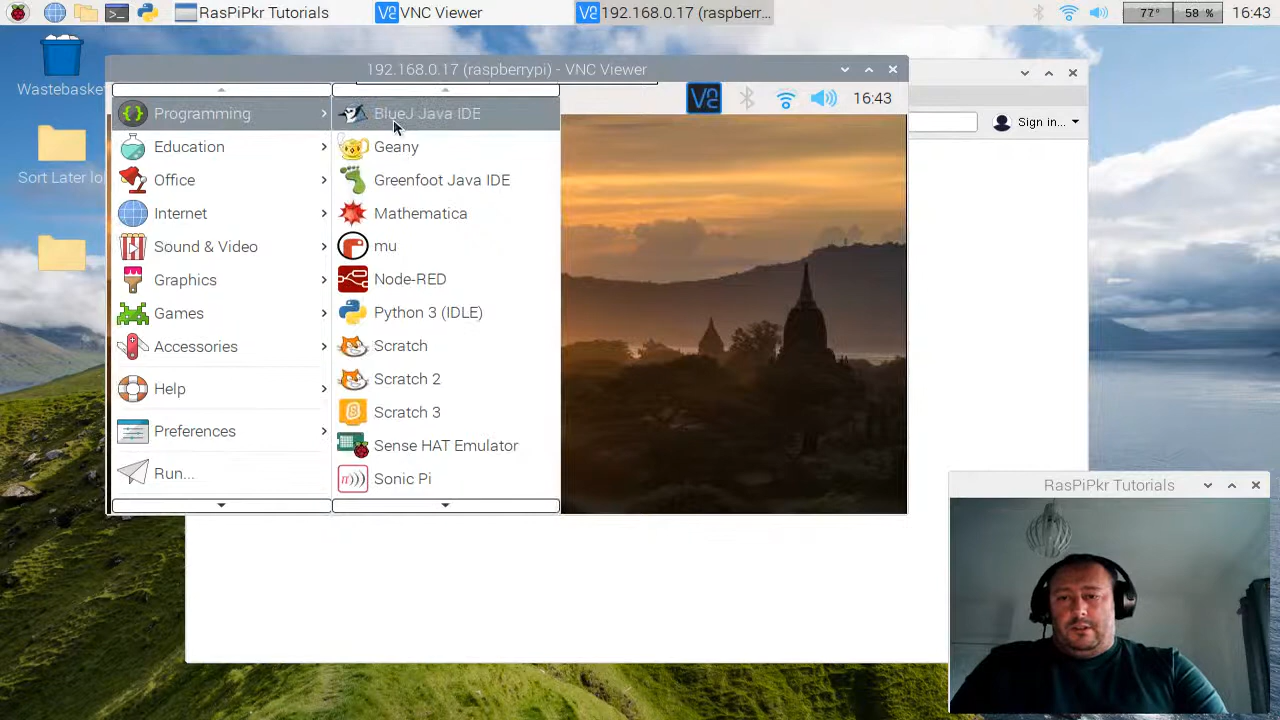 RasPiPkr Tutorials
VNC Viewer
192.168.0.17 (raspberr...
77°
58 %
16:43
Wastebaske
Sort Later lo
192.168.0.17 (raspberrypi) - VNC Viewer
16:43
Sign in...
Programming
Education
Office
Internet
Sound & Video
Graphics
Games
Accessories
Help
Preferences
Run...
BlueJ Java IDE
Geany
Greenfoot Java IDE
Mathematica
mu
Node-RED
Python 3 (IDLE)
Scratch
Scratch 2
Scratch 3
Sense HAT Emulator
Sonic Pi
RasPiPkr Tutorials